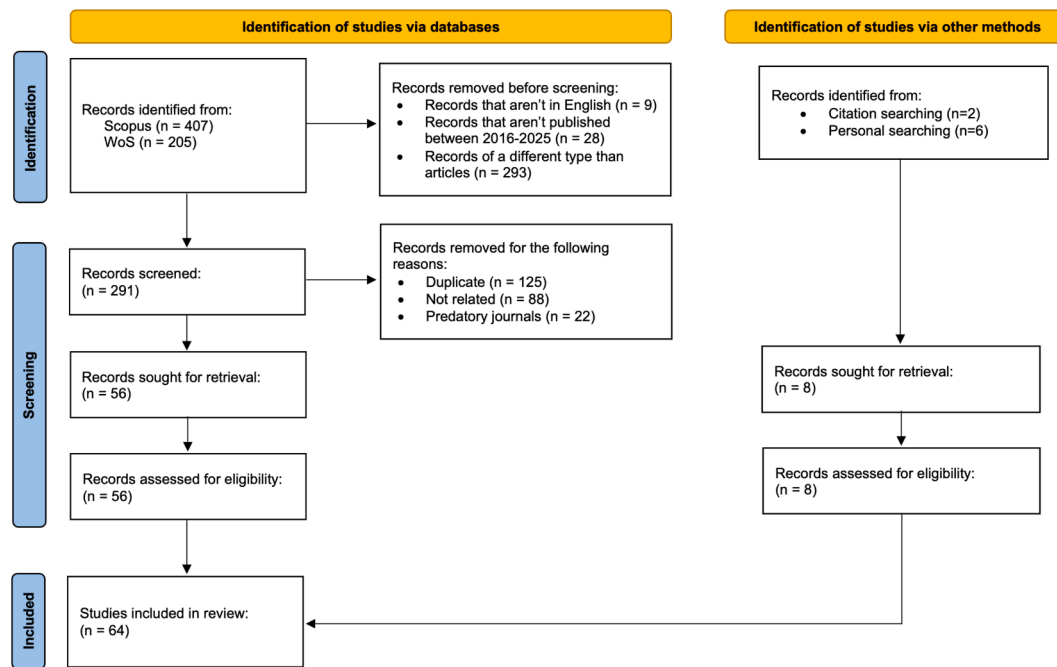 Identification of studies via databases
Identification of studies via other methods
Identification
Records identified from:
Scopus (n = 407)
WoS (n = 205)
Records removed before screening:
• Records that aren't in English (n = 9)
• Records that aren't published
between 2016-2025 (n = 28)
• Records of a different type than
articles (n = 293)
Records identified from:
• Citation searching (n=2)
• Personal searching (n=6)
Screening
Records screened:
(n = 291)
Records removed for the following
reasons:
• Duplicate (n = 125)
• Not related (n = 88)
• Predatory journals (n = 22)
Records sought for retrieval:
(n = 56)
Records sought for retrieval:
(n = 8)
Records assessed for eligibility:
(n = 56)
Records assessed for eligibility:
(n = 8)
Included
Studies included in review:
(n = 64)